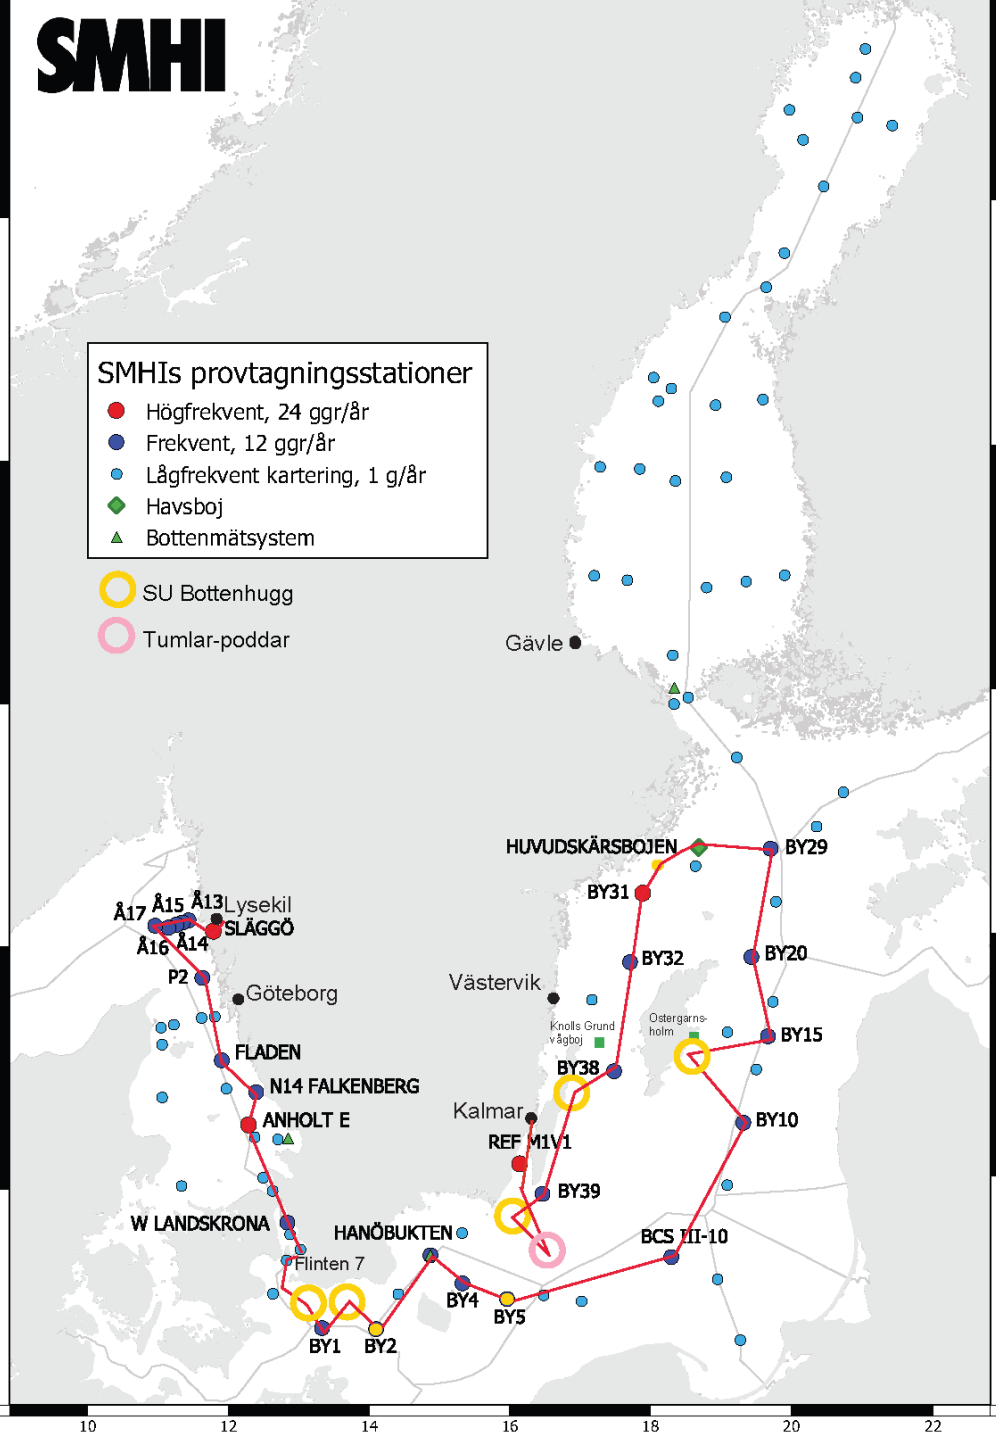 SMHI
SMHIs provtagningsstationer
Högfrekvent, 24 ggr/år
Frekvent, 12 ggr/år
Lågfrekvent kartering, 1 g/år
Havsboj
Bottenmätsystem
SU Bottenhugg
Tumlar-poddar
Gävle
HUVUDSKÄRSBOJEN
BY29
BY31
Å13
Å15
Å17
Lysekil
SLÄGGÖ
Å16
Å14
P2
BY32
BY20
Västervik
Göteborg
Knolls Grund
vågboj
Östergarns-
holm
BY15
FLADEN
BY38
N14 FALKENBERG
Kalmar
ANHOLT E
BY10
REF M1V1
BY39
W LANDSKRONA
HANÖBUKTEN
BCS III-10
Flinten 7
BY4
BY5
BY1
BY2
10 12 14 16 18 20 22